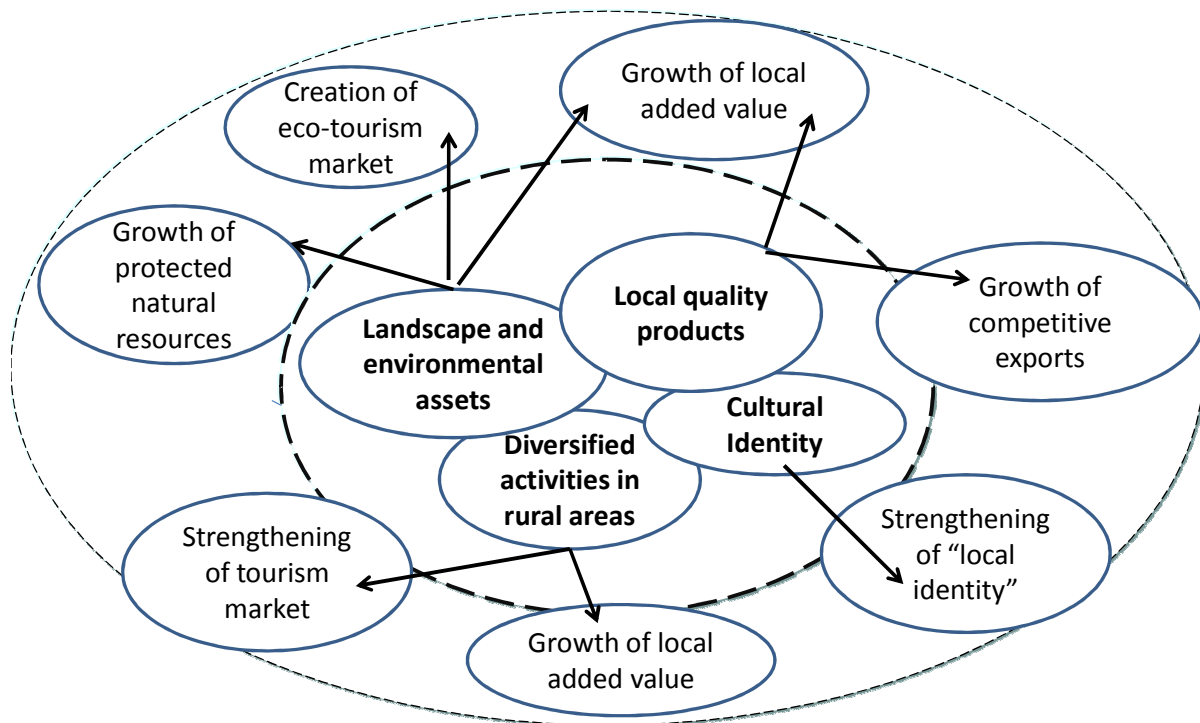 Creation of
eco-tourism
market
Growth of local
added value
Growth of
protected
natural
resources
Local quality
products
Growth of
competitive
exports
Landscape and
environmental
assets
Cultural
Identity
Diversified
activities in
rural areas
Strengthening
of tourism
market
Strengthening
of “local
identity”
Growth of local
added value